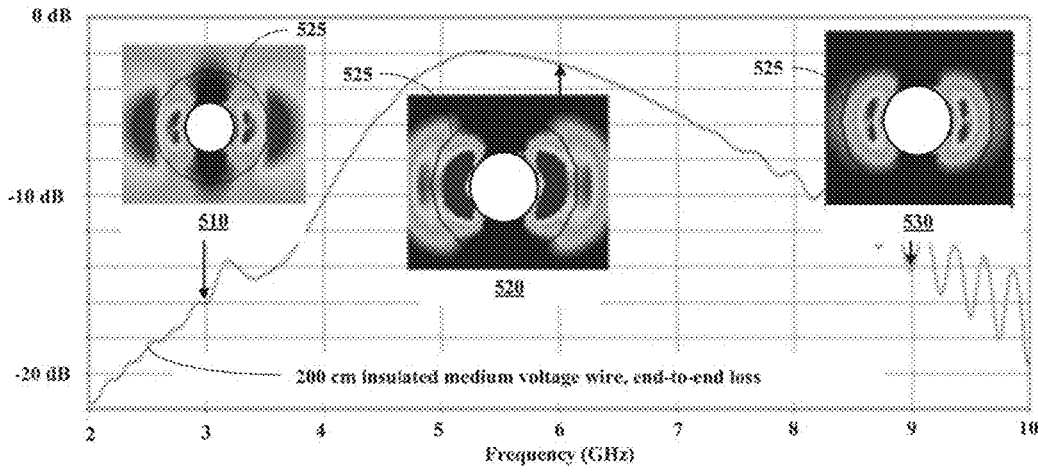 0 dB
525
525
525
-10 dB
510
520
530
-20 dB
200 cm insulated medium voltage wire, end-to-end loss
2 3 4 5 6 7 8 9 10
Frequency (GHz)